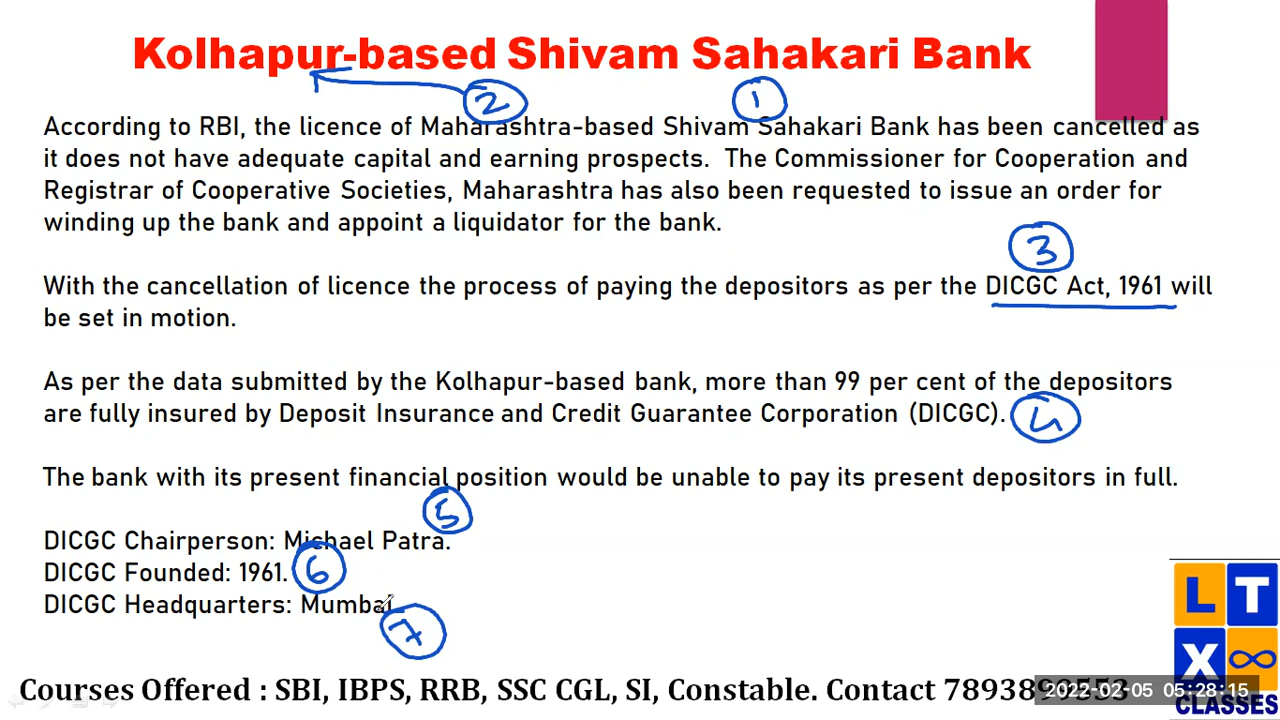 Kolhapur-based Shivam Sahakari Bank
2
1
According to RBI, the licence of Maharashtra-based Shivam Sahakari Bank has been cancelled as
it does not have adequate capital and earning prospects. The Commissioner for Cooperation and
Registrar of Cooperative Societies, Maharashtra has also been requested to issue an order for
winding up the bank and appoint a liquidator for the bank.
3
With the cancellation of licence the process of paying the depositors as per the DICGC Act, 1961 will
be set in motion.
As per the data submitted by the Kolhapur-based bank, more than 99 per cent of the depositors
are fully insured by Deposit Insurance and Credit Guarantee Corporation (DICGC).
4
The bank with its present financial position would be unable to pay its present depositors in full.
5
DICGC Chairperson: Michael Patra.
DICGC Founded: 1961.
6
DICGC Headquarters: Mumbai.
7
L T
X ∞
CLASSES
Courses Offered : SBI, IBPS, RRB, SSC CGL, SI, Constable. Contact
2022-02-05 05:28:15